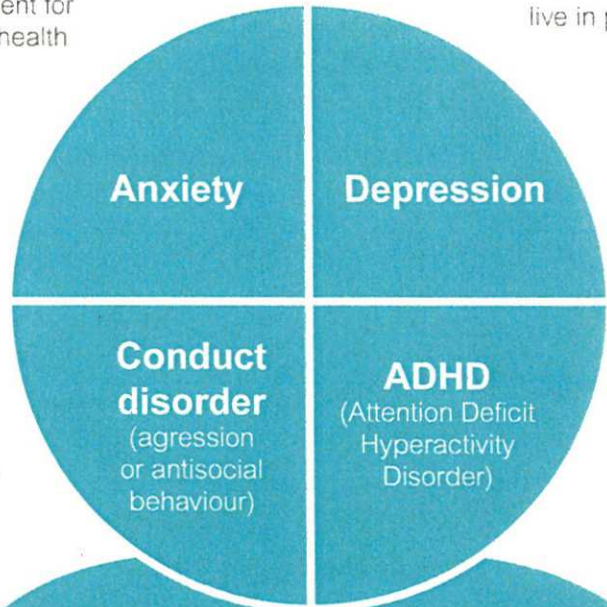 ent for
health
live in p
Anxiety
Depression
Conduct
disorder
(agression
or antisocial
behaviour)
ADHD
(Attention Deficit
Hyperactivity
Disorder)